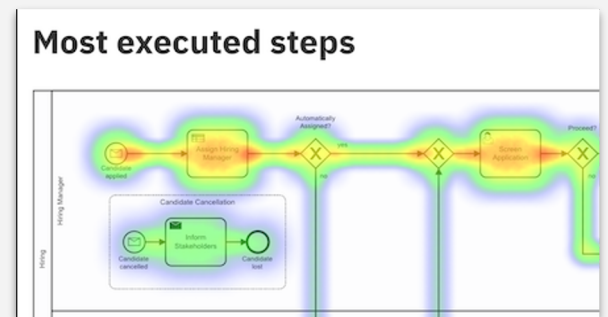 Most executed steps
Automatically
Assigned?
Proceed?
Assign Hiring
Manager
yes
Screen
Application
Candidate
applied
no
no
Hiring Manager
Candidate Cancellation
Inform
Stakeholders
Candidate
cancelled
Candidate
lost
Hiring